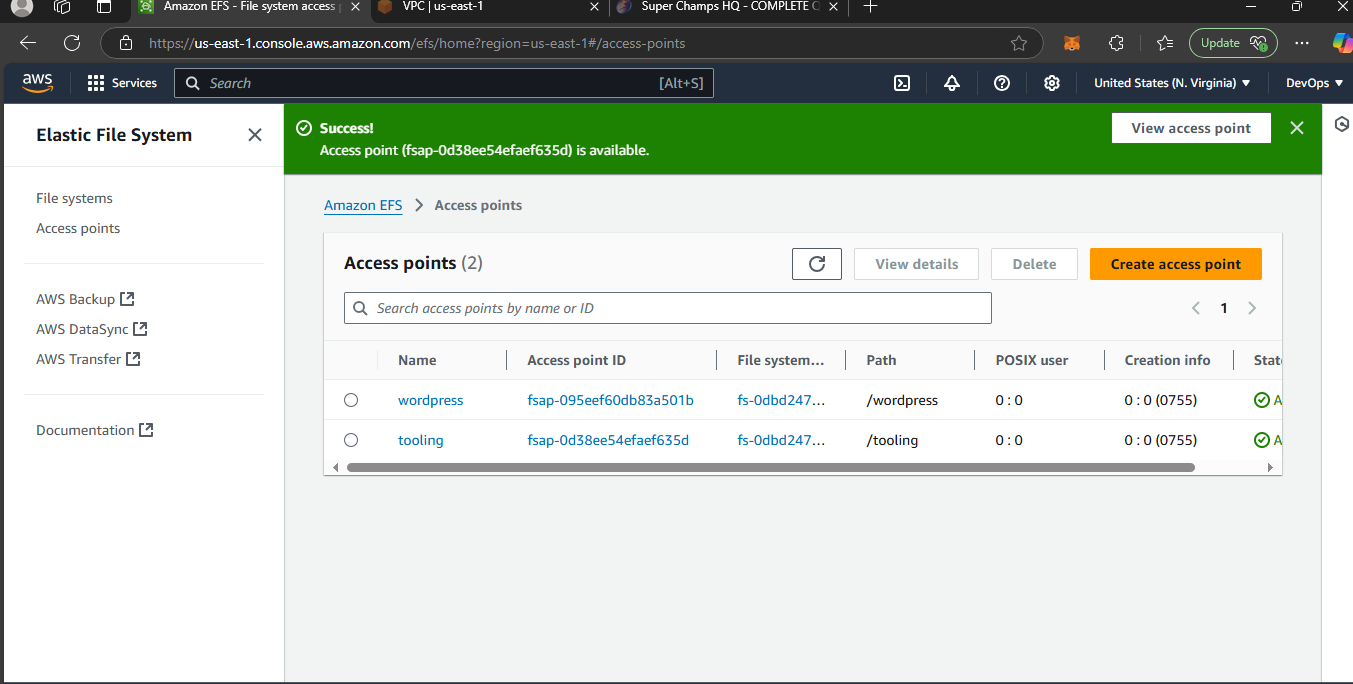 Amazon EFS - File system access
VPC | us-east-1
Super Champs HQ - COMPLETE
https://us-east-1.console.aws.amazon.com/efs/home?region=us-east-1#/access-points
Update
aws
Services
Search
[Alt+S]
United States (N. Virginia)
DevOps
Elastic File System
File systems
Access points
AWS Backup
AWS DataSync
AWS Transfer
Documentation
Success!
Access point (fsap-0d38ee54efaef635d) is available.
View access point
Amazon EFS > Access points
Access points (2)
View details
Delete
Create access point
Search access points by name or ID
1
Name Access point ID File system... Path POSIX user Creation info
wordpress fsap-095eef60db83a501b fs-0dbd247... /wordpress 0 : 0 0 : 0 (0755)
tooling fsap-0d38ee54efaef635d fs-0dbd247... /tooling 0 : 0 0 : 0 (0755)